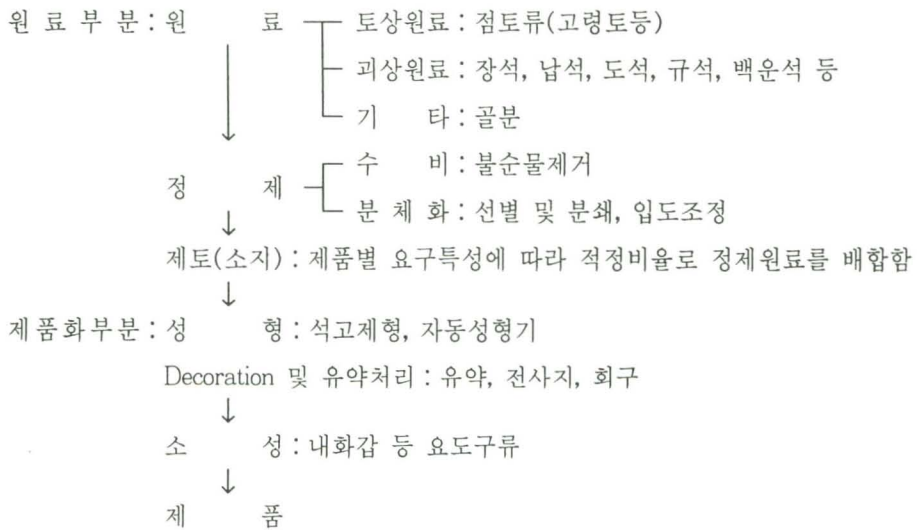 원 료 부 분 : 원 료 토상원료 : 점토류(고령토등)
괴상원료 : 장석, 납석, 도석, 규석, 백운석 등
기 타 : 골분
수 비 : 불순물제거
정 제
분 체 화 : 선별 및 분쇄, 입도조정
제토(소지) : 제품별 요구특성에 따라 적정비율로 정제원료를 배합함
제품화부분 : 성 형 : 석고제형, 자동성형기
Decoration 및 유약처리 : 유약, 전사지, 회구
소 성 : 내화갑 등 요도구류
제 품